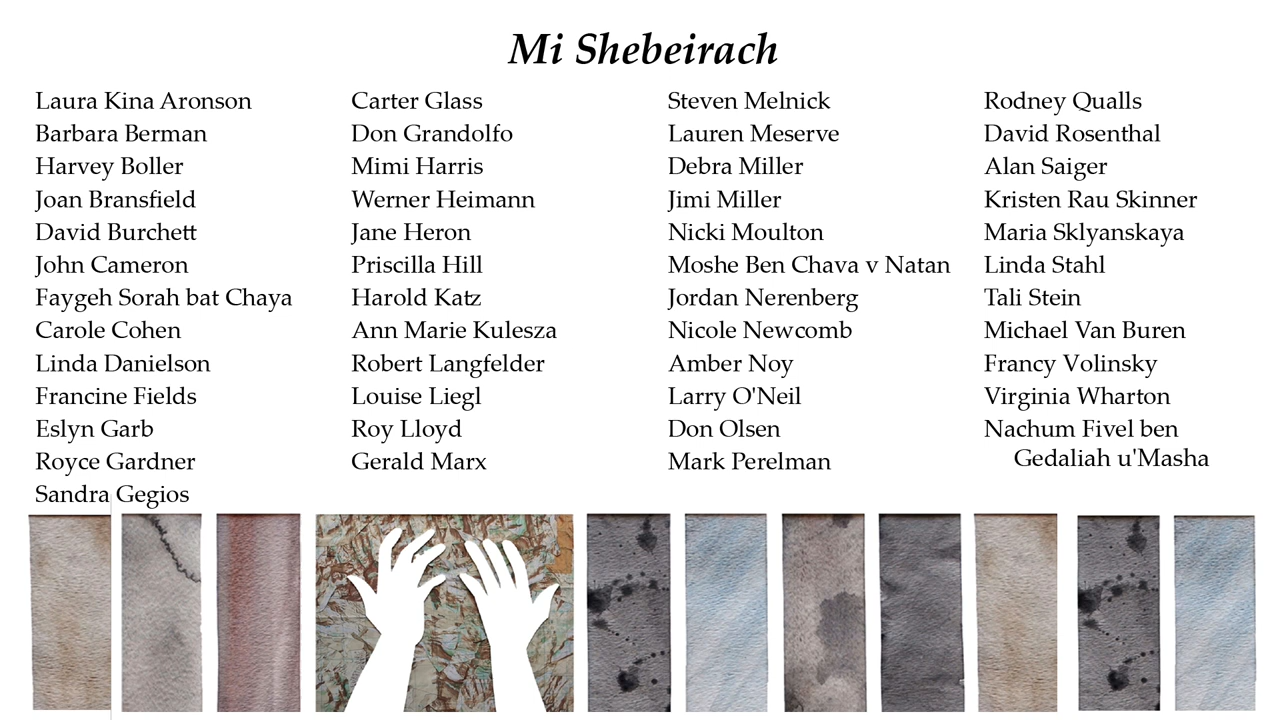 Mi Shebeirach
Laura Kina Aronson
Barbara Berman
Harvey Boller
Joan Bransfield
David Burchett
John Cameron
Faygeh Sorah bat Chaya
Carole Cohen
Linda Danielson
Francine Fields
Eslyn Garb
Royce Gardner
Sandra Gegios
Carter Glass
Don Grandolfo
Mimi Harris
Werner Heimann
Jane Heron
Priscilla Hill
Harold Katz
Ann Marie Kulesza
Robert Langfelder
Louise Liegl
Roy Lloyd
Gerald Marx
Steven Melnick
Lauren Meserve
Debra Miller
Jimi Miller
Nicki Moulton
Moshe Ben Chava v Natan
Jordan Nerenberg
Nicole Newcomb
Amber Noy
Larry O'Neil
Don Olsen
Mark Perelman
Rodney Qualls
David Rosenthal
Alan Saiger
Kristen Rau Skinner
Maria Sklyanskaya
Linda Stahl
Tali Stein
Michael Van Buren
Francy Volinsky
Virginia Wharton
Nachum Fivel ben
Gedaliah u'Masha